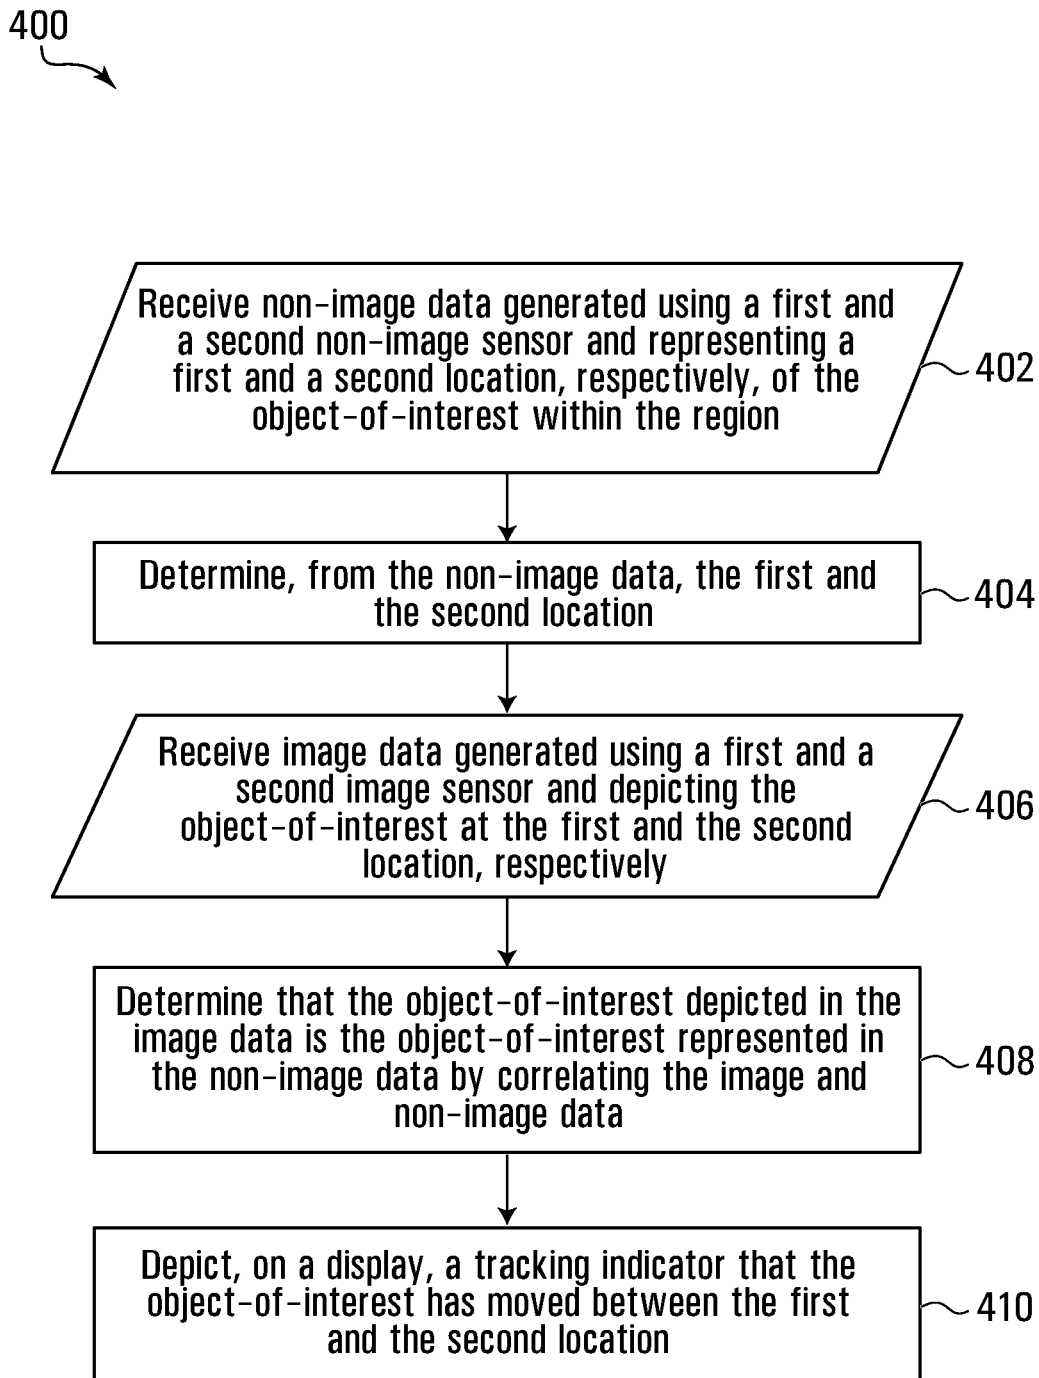 400
Receive non-image data generated using a first and
a second non-image sensor and representing a
first and a second location, respectively, of the
object-of-interest within the region
402
Determine, from the non-image data, the first and
the second location
404
Receive image data generated using a first and a
second image sensor and depicting the
object-of-interest at the first and the second
location, respectively
406
Determine that the object-of-interest depicted in the
image data is the object-of-interest represented in
the non-image data by correlating the image and
non-image data
408
Depict, on a display, a tracking indicator that the
object-of-interest has moved between the first
and the second location
410